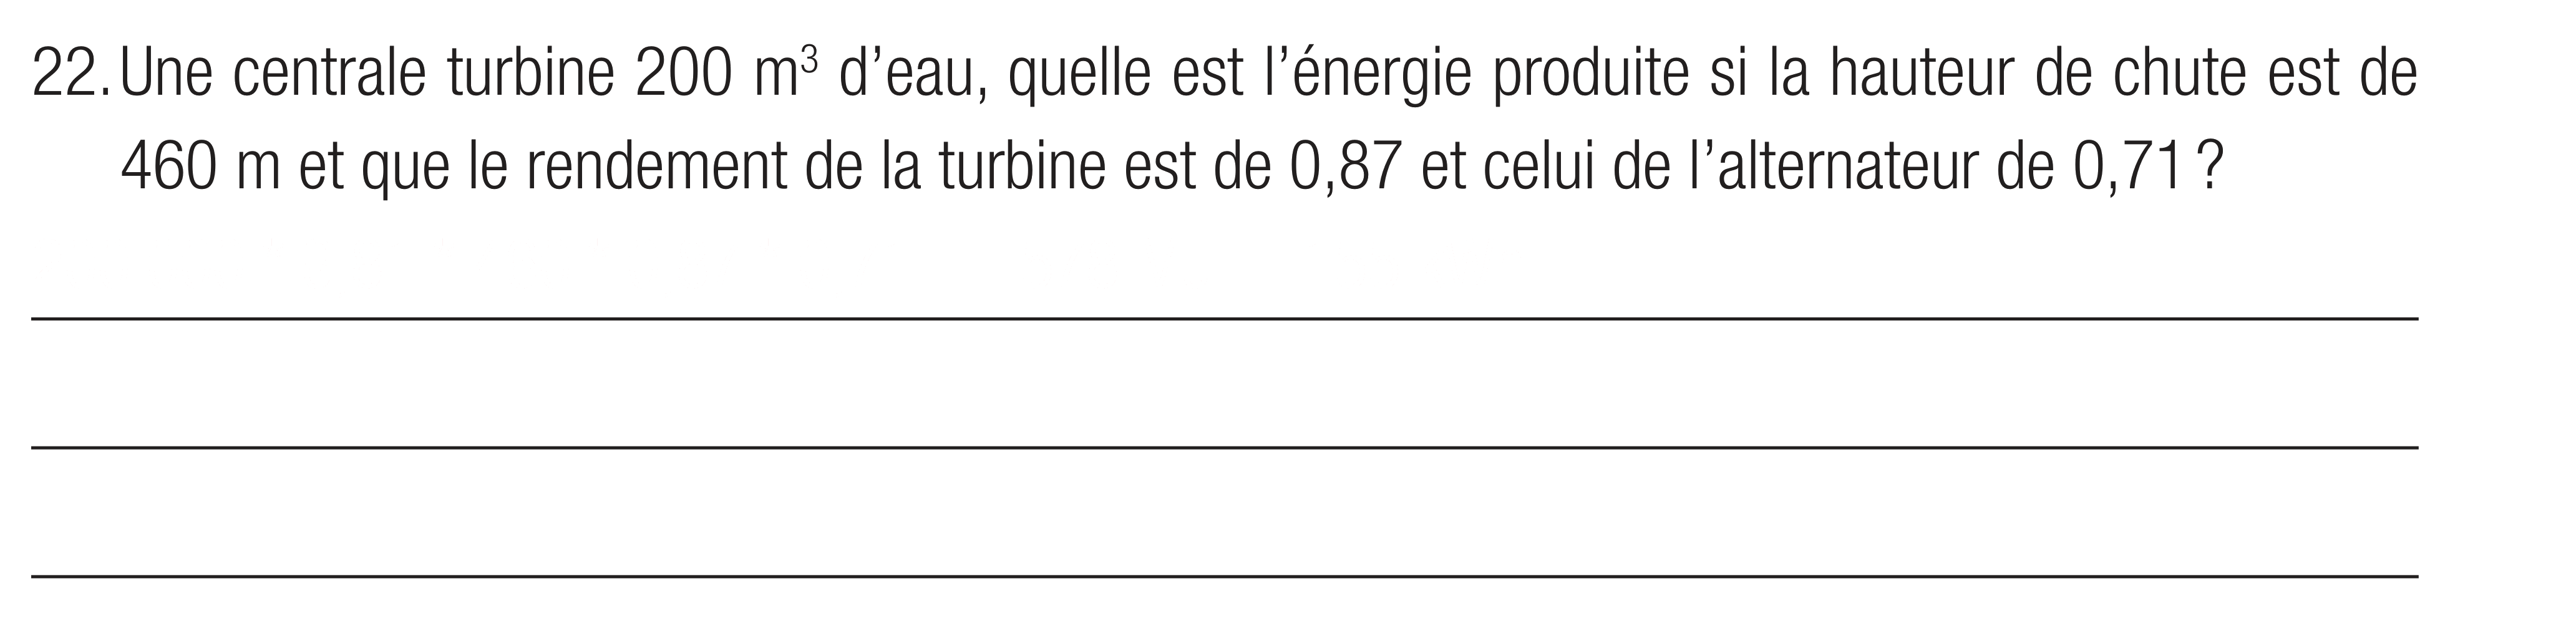 22. Une centrale turbine 200 m³ d’eau, quelle est l’énergie produite si la hauteur de chute est de
460 m et que le rendement de la turbine est de 0,87 et celui de l’alternateur de 0,71 ?